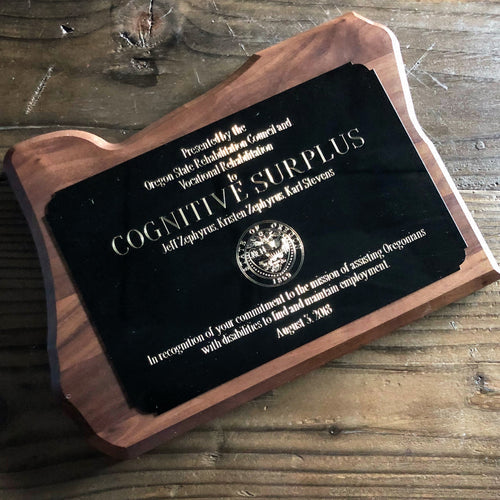 Presented by the
Oregon State Rehabilitation Council and
Vocational Rehabilitation
to
COGNITIVE SURPLUS
Jeff Zephyrus, Kristen Zephyrus, Karl Stevens
1859
In recognition of your commitment to the mission of assisting Oregonians
with disabilities to find and maintain employment.
August 3, 2018